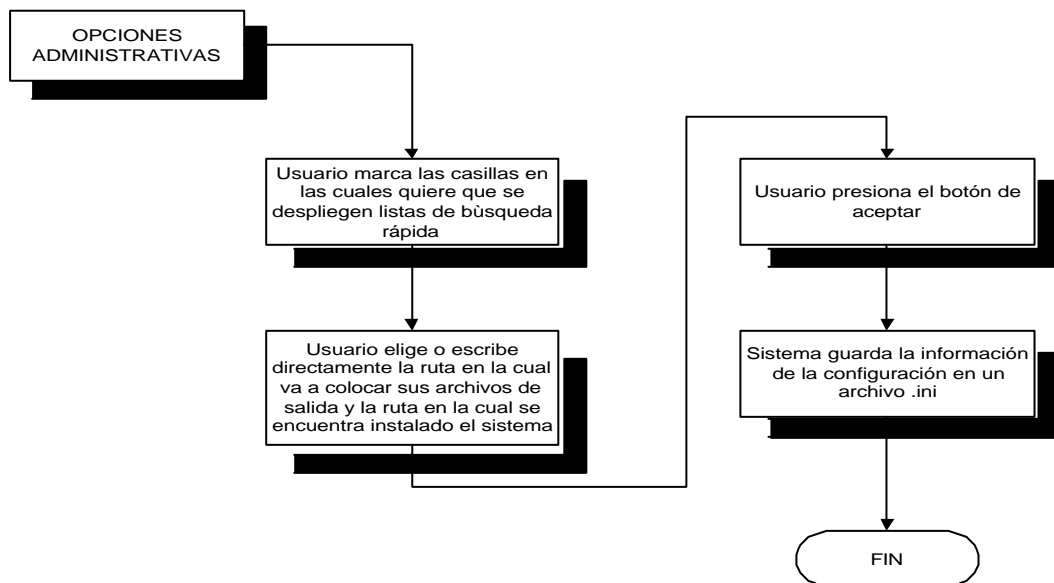 OPCIONES
ADMINISTRATIVAS
Usuario marca las casillas en
las cuales quiere que se
despliegen listas de bùsqueda
rápida
Usuario elige o escribe
directamente la ruta en la cual
va a colocar sus archivos de
salida y la ruta en la cual se
encuentra instalado el sistema
Usuario presiona el botón de
aceptar
Sistema guarda la información
de la configuración en un
archivo .ini
FIN